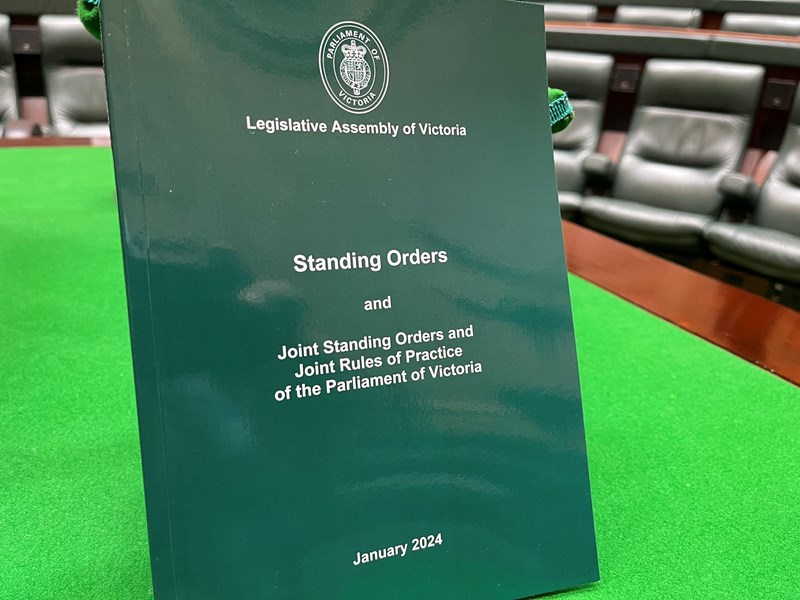 PARLIAMENT OF
VICTORIA
Legislative Assembly of Victoria
Standing Orders
and
Joint Standing Orders and
Joint Rules of Practice
of the Parliament of Victoria
January 2024